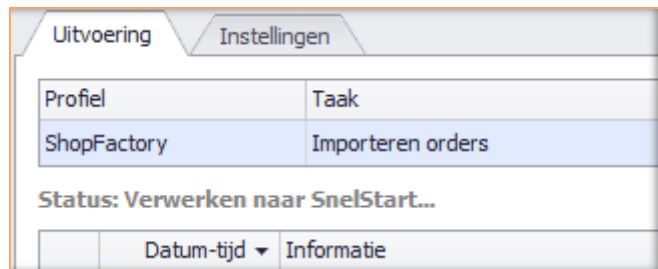 Uitvoering Instellingen
Profiel Taak
ShopFactory Importeren orders
Status: Verwerken naar SnelStart...
Datum-tijd Informatie